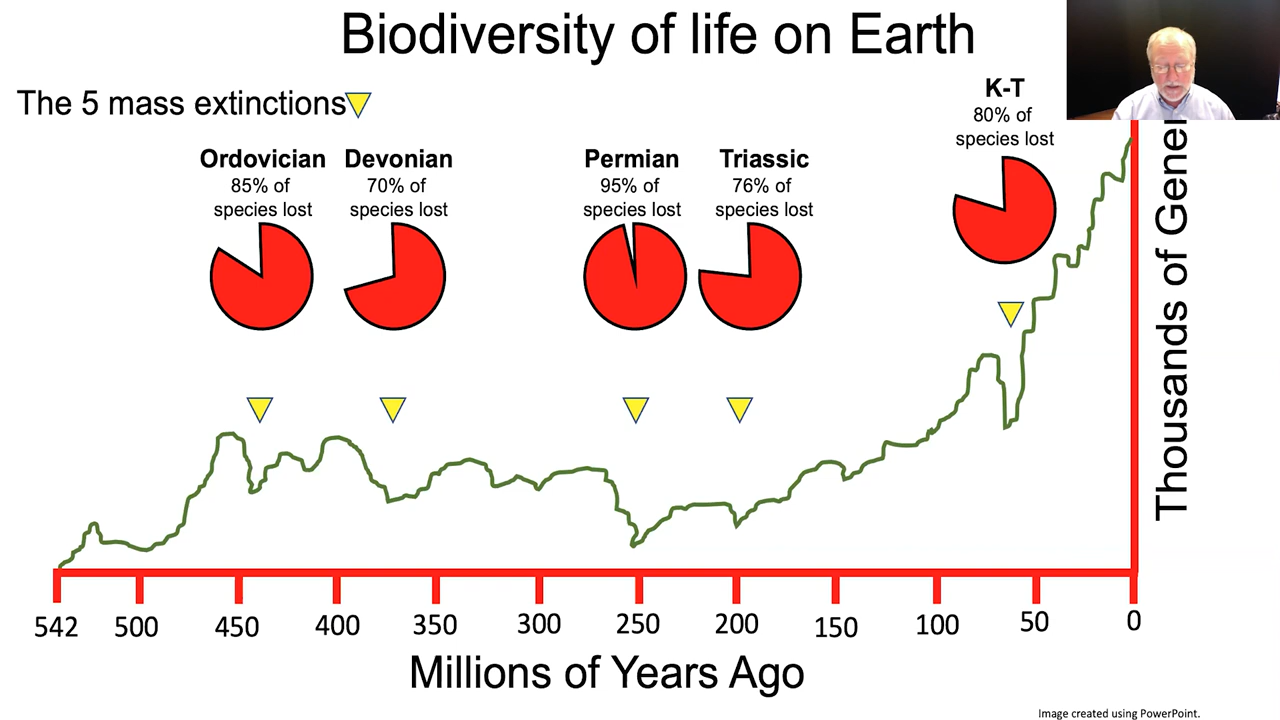 Biodiversity of life on Earth
The 5 mass extinctions
Ordovician
85% of
species lost
Devonian
70% of
species lost
Permian
95% of
species lost
Triassic
76% of
species lost
K-T
80% of
species lost
Thousands of Gene
542 500 450 400 350 300 250 200 150 100 50 0
Millions of Years Ago
Image created using PowerPoint.